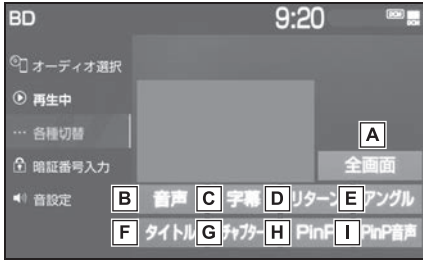 BD 9:20
オーディオ選択
再生中
… 各種切替
暗証番号入力
音設定
A
全画面
B 音声 C 字幕 D リターン E アングル
F タイトル G チャプター H PinP I PinP音声